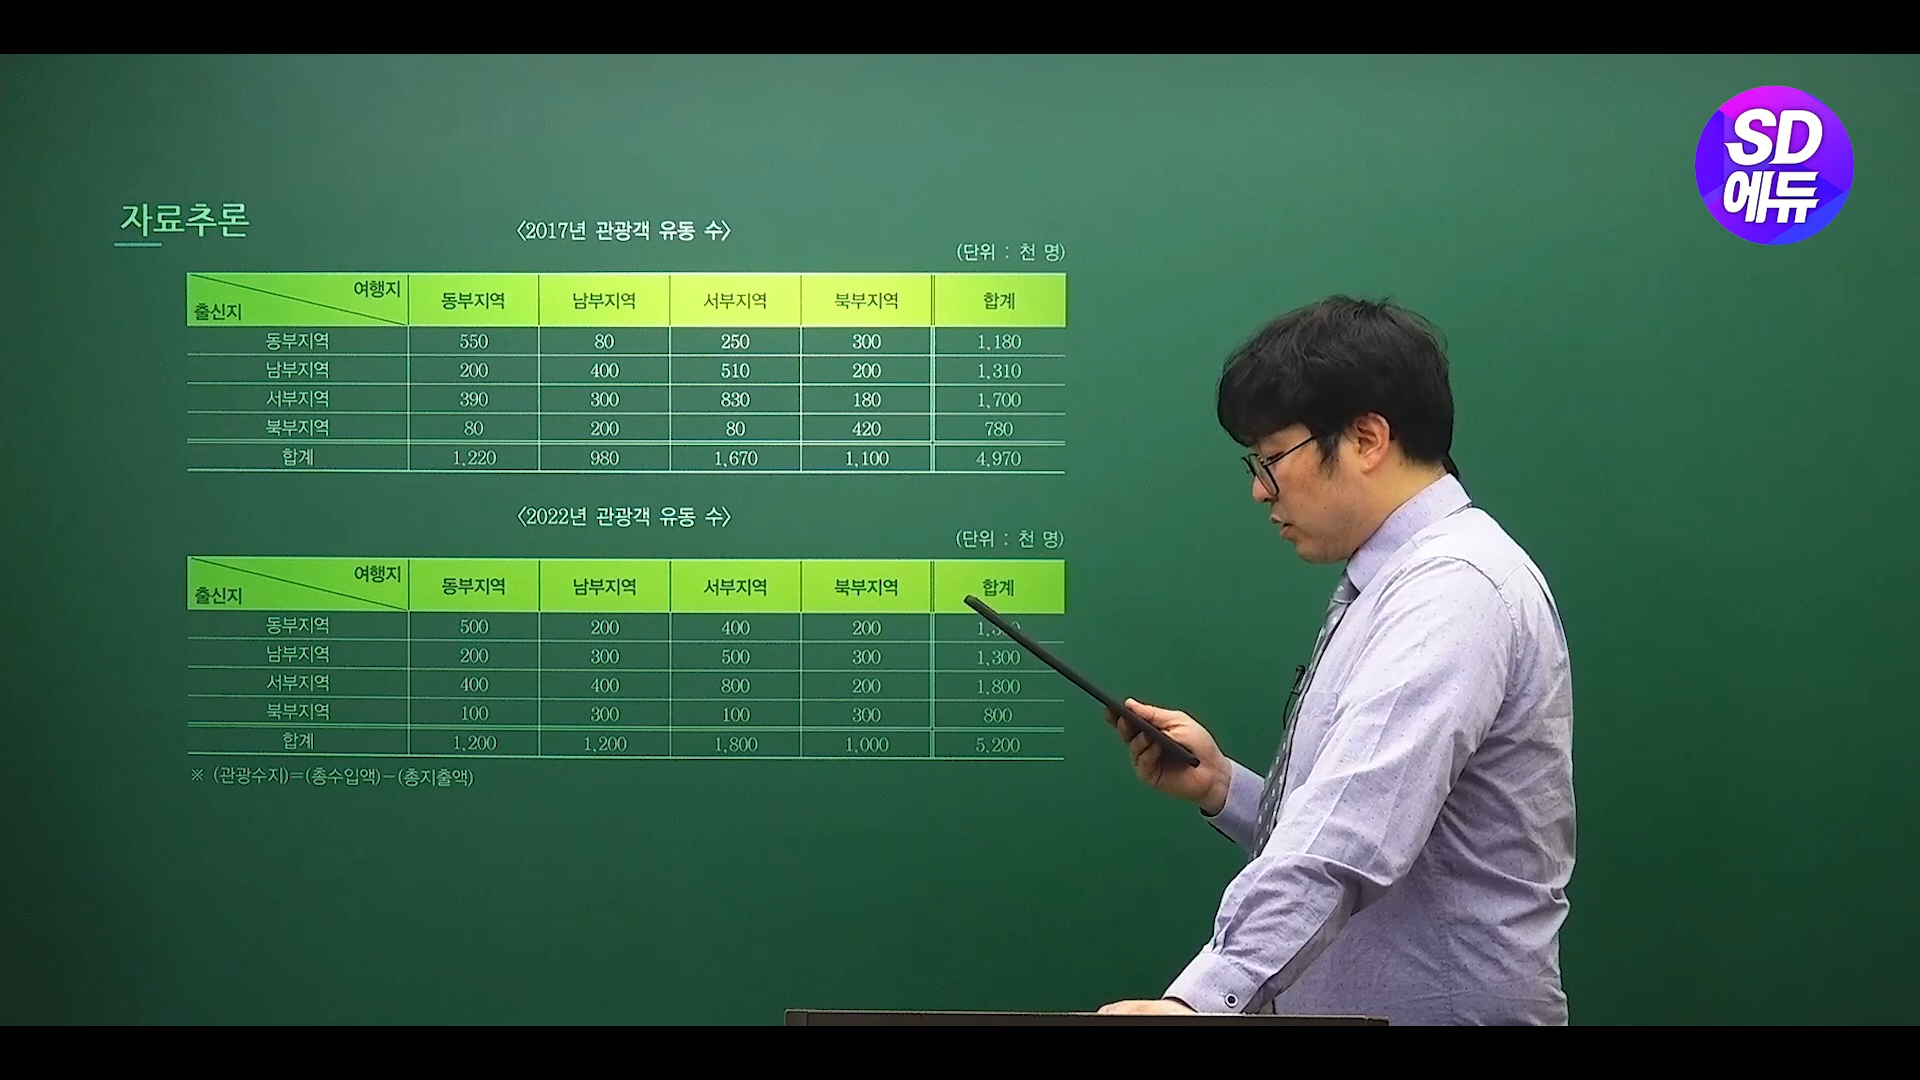 SD
에듀
자료추론
〈2017년 관광객 유동 수〉
(단위 : 천 명)
여행지
출신지
동부지역 남부지역 서부지역 북부지역 합계
동부지역 550 80 250 300 1,180
남부지역 200 400 510 200 1,310
서부지역 390 300 830 180 1,700
북부지역 80 200 80 420 780
합계 1,220 980 1,670 1,100 4,970
〈2022년 관광객 유동 수〉
(단위 : 천 명)
여행지
출신지
동부지역 남부지역 서부지역 북부지역 합계
동부지역 500 200 400 200
남부지역 200 300 500 300 1,300
서부지역 400 400 800 200 1,800
북부지역 100 300 100 300 800
합계 1,200 1,200 1,800 1,000 5,200
※ (관광수지)=(총수입액)-(총지출액)